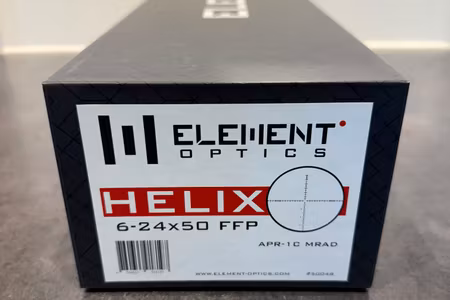 ELEMENT
OPTICS
HELIX
6-24x50 FFP
APR-1C MRAD
WWW.ELEMENT-OPTICS.COM